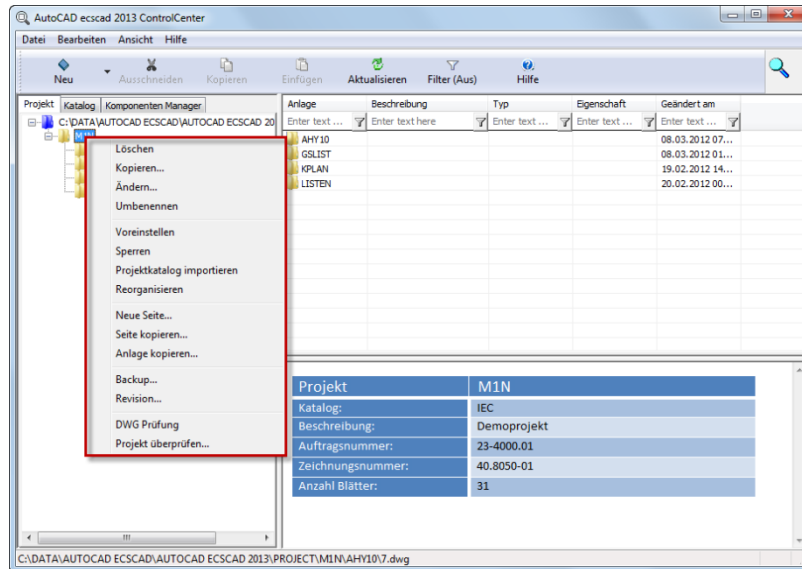 AutoCAD ecscad 2013 ControlCenter
Datei Bearbeiten Ansicht Hilfe
Neu Ausschneiden Kopieren Einfügen Aktualisieren Filter (Aus) Hilfe
Projekt Katalog Komponenten Manager
C:\DATA\AUTOCAD ECSCAD\AUTOCAD ECSCAD 20
M1N
Löschen
Kopieren...
Ändern...
Umbenennen
Voreinstellen
Sperren
Projektkatalog importieren
Reorganisieren
Neue Seite...
Seite kopieren...
Anlage kopieren...
Backup...
Revision...
DWG Prüfung
Projekt überprüfen...
Anlage Beschreibung Typ Eigenschaft Geändert am
Enter text ... Enter text here Enter text ... Enter text ... Enter text ...
AHY10 08.03.2012 07...
GSLIST 08.03.2012 01...
KPLAN 19.02.2012 14...
LISTEN 20.02.2012 00...
Projekt M1N
Katalog: IEC
Beschreibung: Demoprojekt
Auftragsnummer: 23-4000.01
Zeichnungsnummer: 40.8050-01
Anzahl Blätter: 31
C:\DATA\AUTOCAD ECSCAD\AUTOCAD ECSCAD 2013\PROJECT\M1N\AHY10\7.dwg